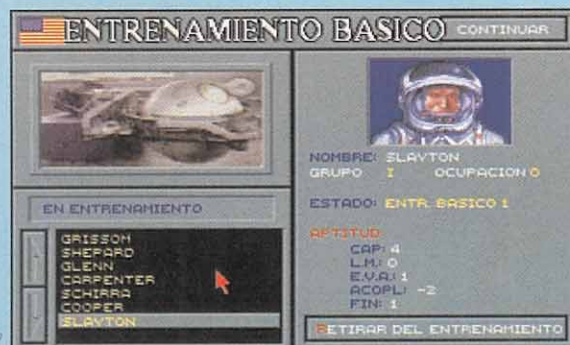 ENTRENAMIENTO BASICO
CONTINUAR
NOMBRE: SLAYTON
GRUPO I OCUPACION 0
ESTADO: ENTR. BASICO 1
APTITUD
CAP: 4
L.M.: 0
E.V.A.: 1
ACOPL: -2
FIN: 1
RETIRAR DEL ENTRENAMIENTO
EN ENTRENAMIENTO
GRISSOM
SHEPARD
GLENN
CARPENTER
SCHIRRA
COOPER
SLAYTON